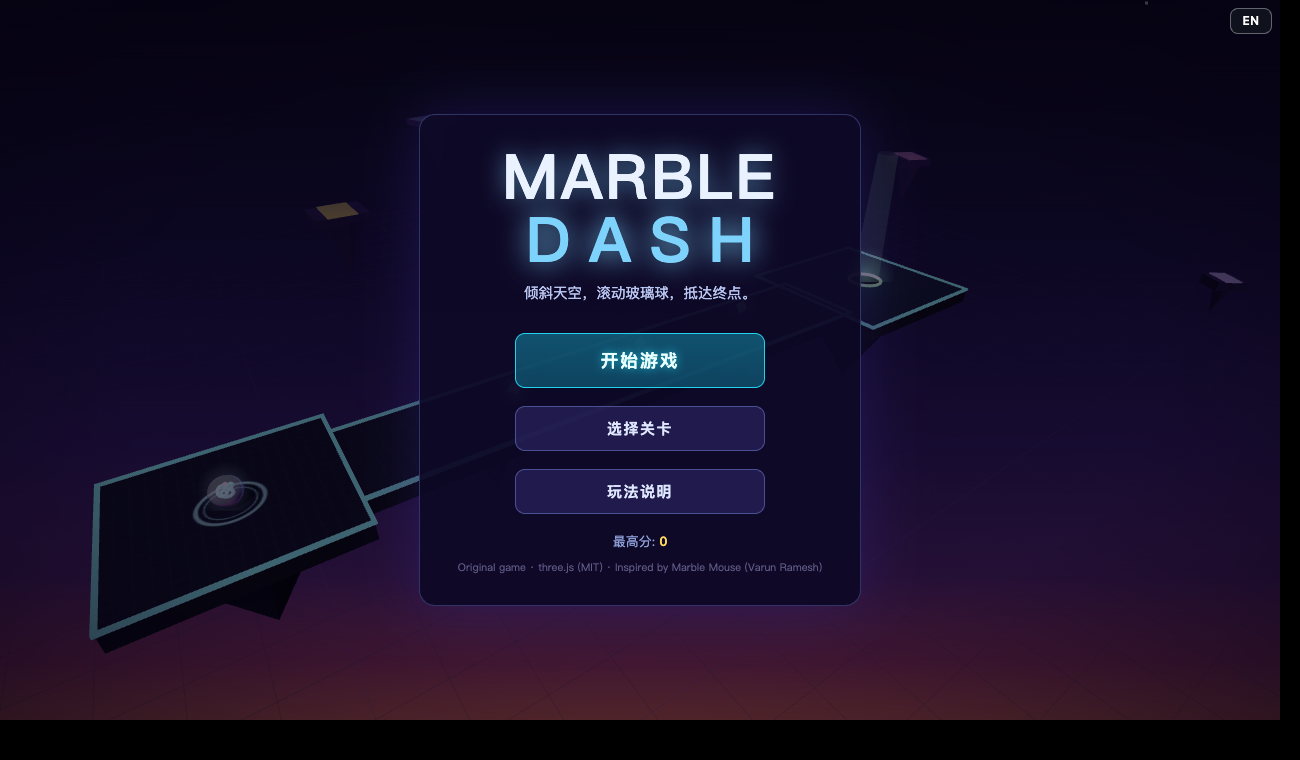 EN
MARBLE
DASH
倾斜天空，滚动玻璃球，抵达终点。
开始游戏
选择关卡
玩法说明
最高分: 0
Original game · three.js (MIT) · Inspired by Marble Mouse (Varun Ramesh)